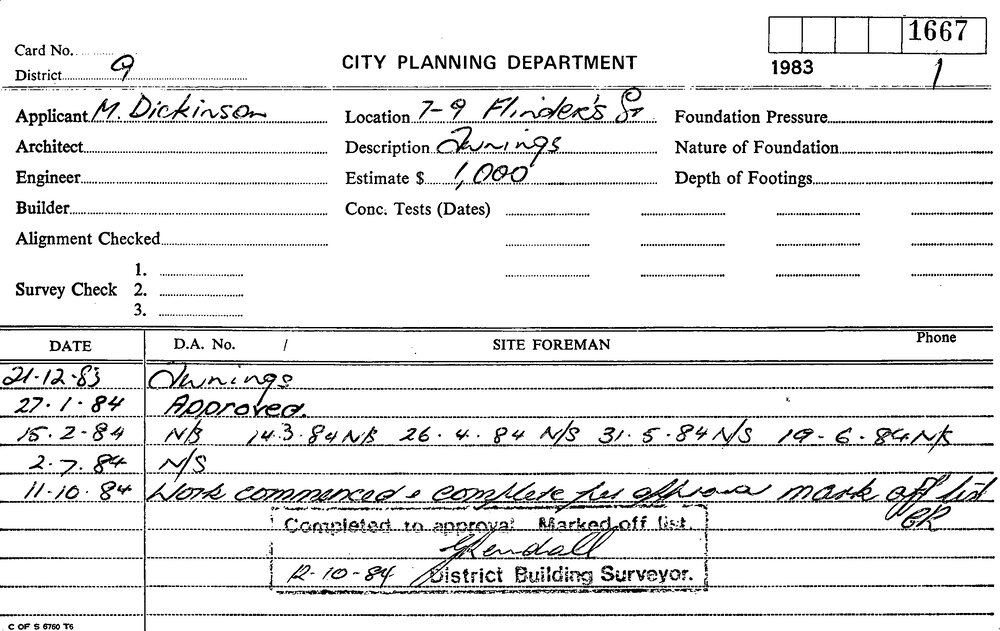 1667
Card No.
District 9
CITY PLANNING DEPARTMENT
1983
1
Applicant M. Dickinson
Location 7-9 Flinder's St
Foundation Pressure
Architect
Description Awnings
Nature of Foundation
Engineer
Estimate $ 1,000
Depth of Footings
Builder
Conc. Tests (Dates)
Alignment Checked
1.
Survey Check 2.
3.
DATE D.A. No. / SITE FOREMAN Phone
21-12-83 Awnings
27.1.84 Approved.
15.2-84 N/S 14.3.84 N/S 26.4.84 N/S 31.5.84 N/S 19-6.84 N/S
2.7.84 N/S
11-10.84 Work commenced & complete per approval mark off list
GR
Completed to approval Marked off list.
12-10-84 District Building Surveyor.
C OF S 6760 T6